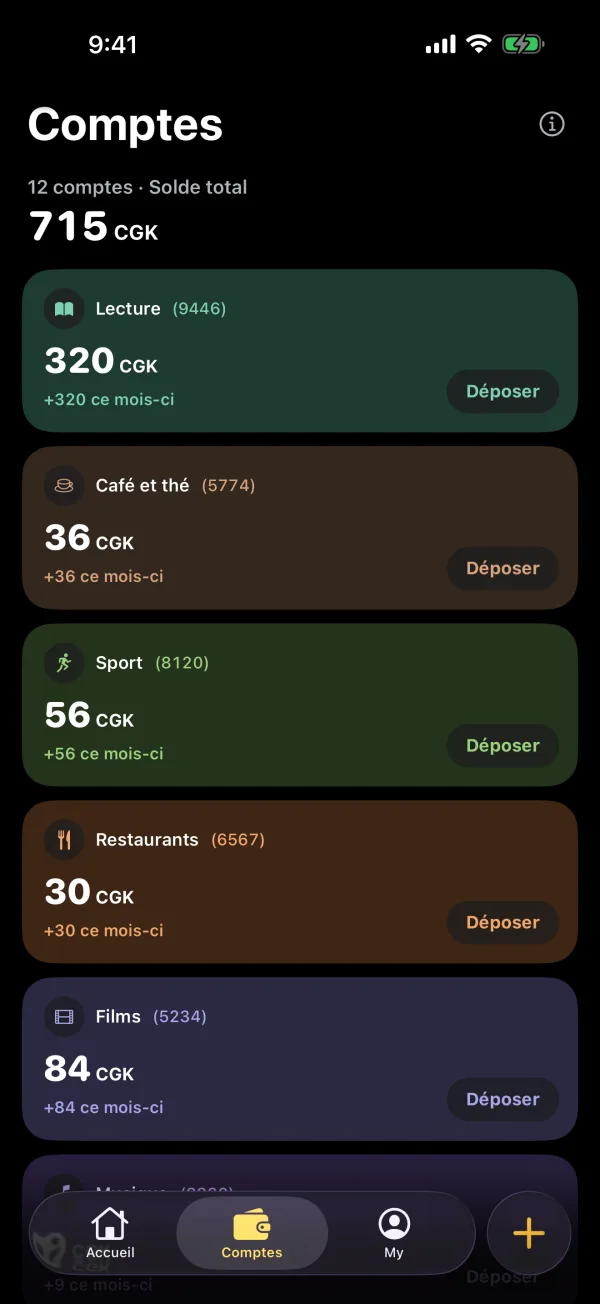 9:41
Comptes
12 comptes · Solde total
715 CGK
Lecture (9446)
320 CGK
+320 ce mois-ci
Déposer
Café et thé (5774)
36 CGK
+36 ce mois-ci
Déposer
Sport (8120)
56 CGK
+56 ce mois-ci
Déposer
Restaurants (6567)
30 CGK
+30 ce mois-ci
Déposer
Films (5234)
84 CGK
+84 ce mois-ci
Déposer
Musique
Accueil
Comptes
My
+9 ce mois-ci
Déposer